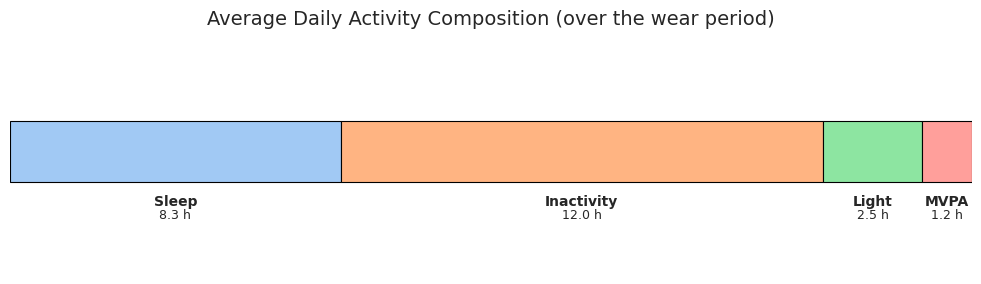 Average Daily Activity Composition (over the wear period)
Sleep
8.3 h
Inactivity
12.0 h
Light
2.5 h
MVPA
1.2 h